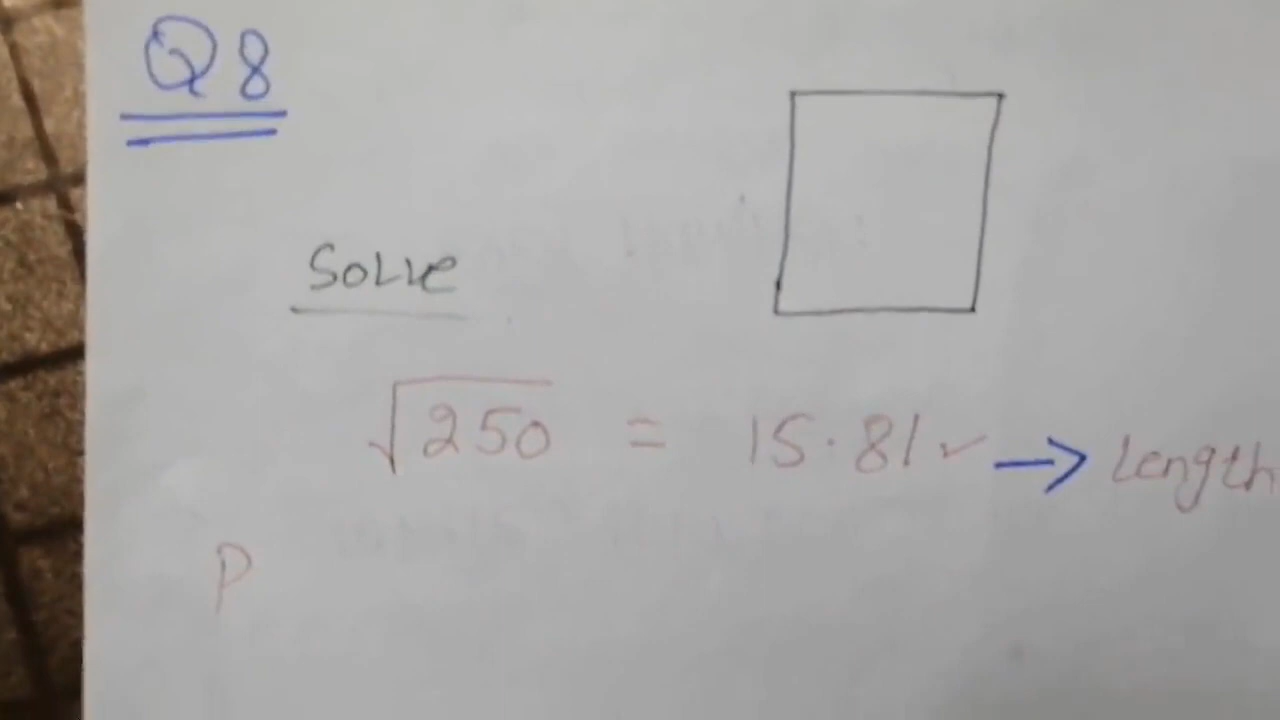 Q8
Solve
√250 = 15.81 ✓ → Length
P